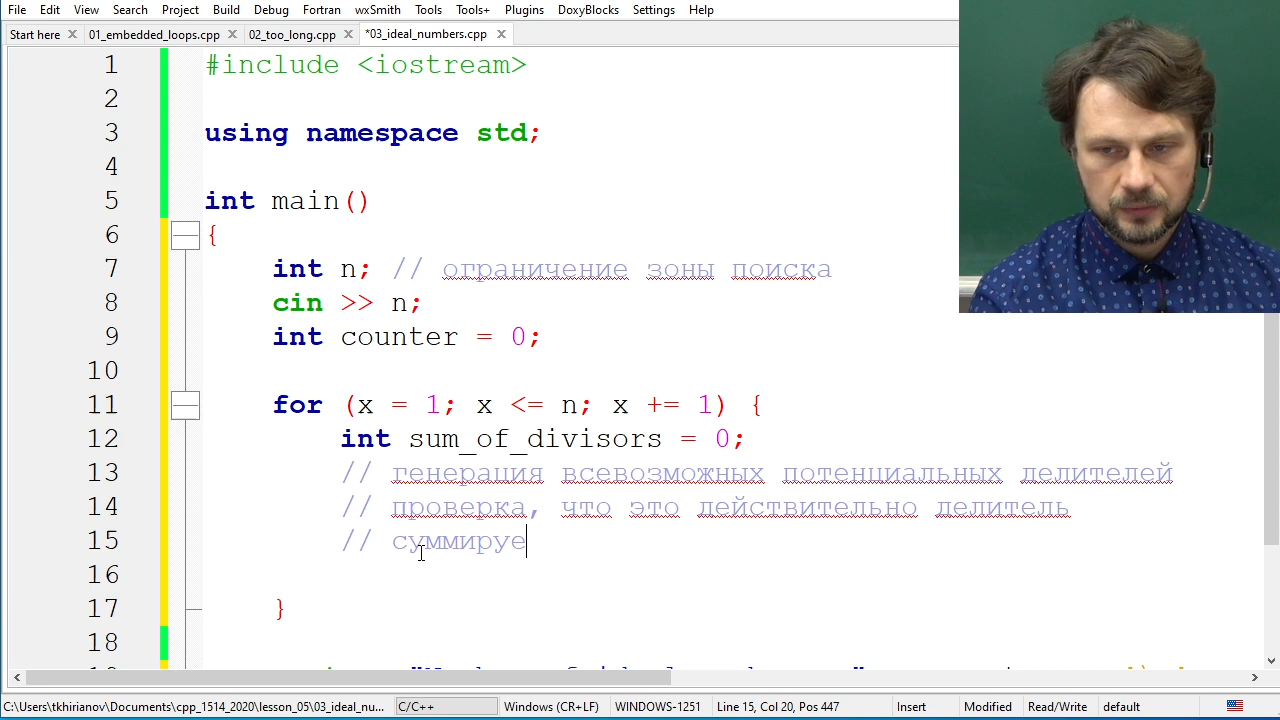 File Edit View Search Project Build Debug Fortran wxSmith Tools Tools+ Plugins DoxyBlocks Settings Help
Start here 01_embedded_loops.cpp 02_too_long.cpp *03_ideal_numbers.cpp
1 #include <iostream>
2
3 using namespace std;
4
5 int main()
6 {
7 int n; // ограничение зоны поиска
8 cin >> n;
9 int counter = 0;
10
11 for (x = 1; x <= n; x += 1) {
12 int sum_of_divisors = 0;
13 // генерация всевозможных потенциальных делителей
14 // проверка, что это действительно делитель
15 // суммируе
16
17 }
18
C:\Users\tkhirianov\Documents\cpp_1514_2020\lesson_05\03_ideal_nu... C/C++ Windows (CR+LF) WINDOWS-1251 Line 15, Col 20, Pos 447 Insert Modified Read/Write default